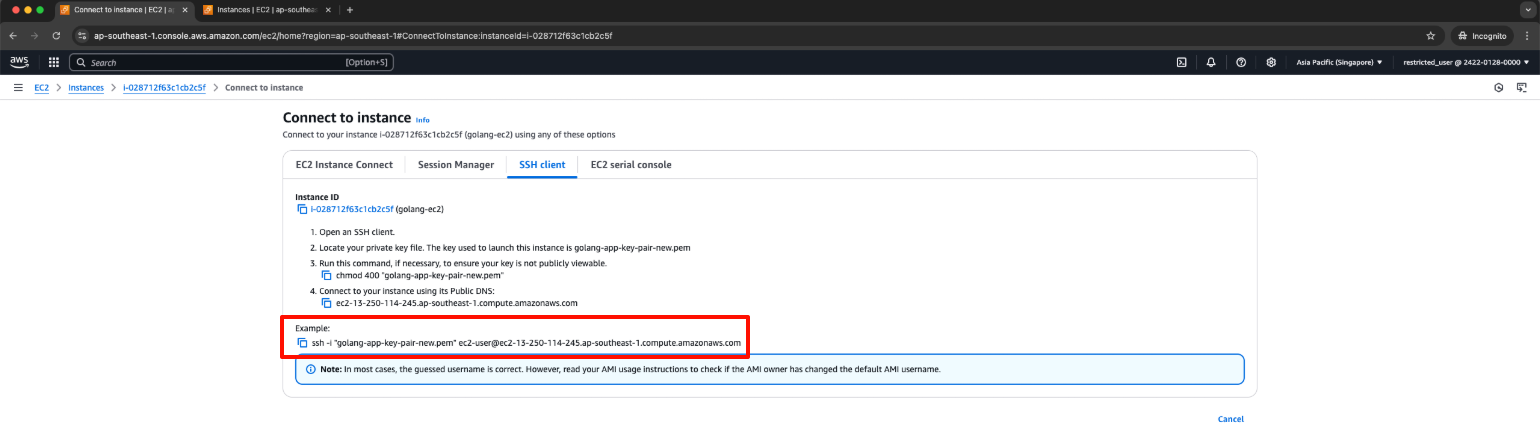 Connect to instance | EC2 | a
Instances | EC2 | ap-southeas
ap-southeast-1.console.aws.amazon.com/ec2/home?region=ap-southeast-1#ConnectToInstance:instanceId=i-028712f63c1cb2c5f
Incognito
aws
Search
[Option+S]
Asia Pacific (Singapore)
restricted_user @ 2422-0128-0000
EC2 > Instances > i-028712f63c1cb2c5f > Connect to instance
Connect to instance Info
Connect to your instance i-028712f63c1cb2c5f (golang-ec2) using any of these options
EC2 Instance Connect
Session Manager
SSH client
EC2 serial console
Instance ID
i-028712f63c1cb2c5f (golang-ec2)
1. Open an SSH client.
2. Locate your private key file. The key used to launch this instance is golang-app-key-pair-new.pem
3. Run this command, if necessary, to ensure your key is not publicly viewable.
chmod 400 "golang-app-key-pair-new.pem"
4. Connect to your instance using its Public DNS:
ec2-13-250-114-245.ap-southeast-1.compute.amazonaws.com
Example:
ssh -i "golang-app-key-pair-new.pem" ec2-user@ec2-13-250-114-245.ap-southeast-1.compute.amazonaws.com
Note: In most cases, the guessed username is correct. However, read your AMI usage instructions to check if the AMI owner has changed the default AMI username.
Cancel